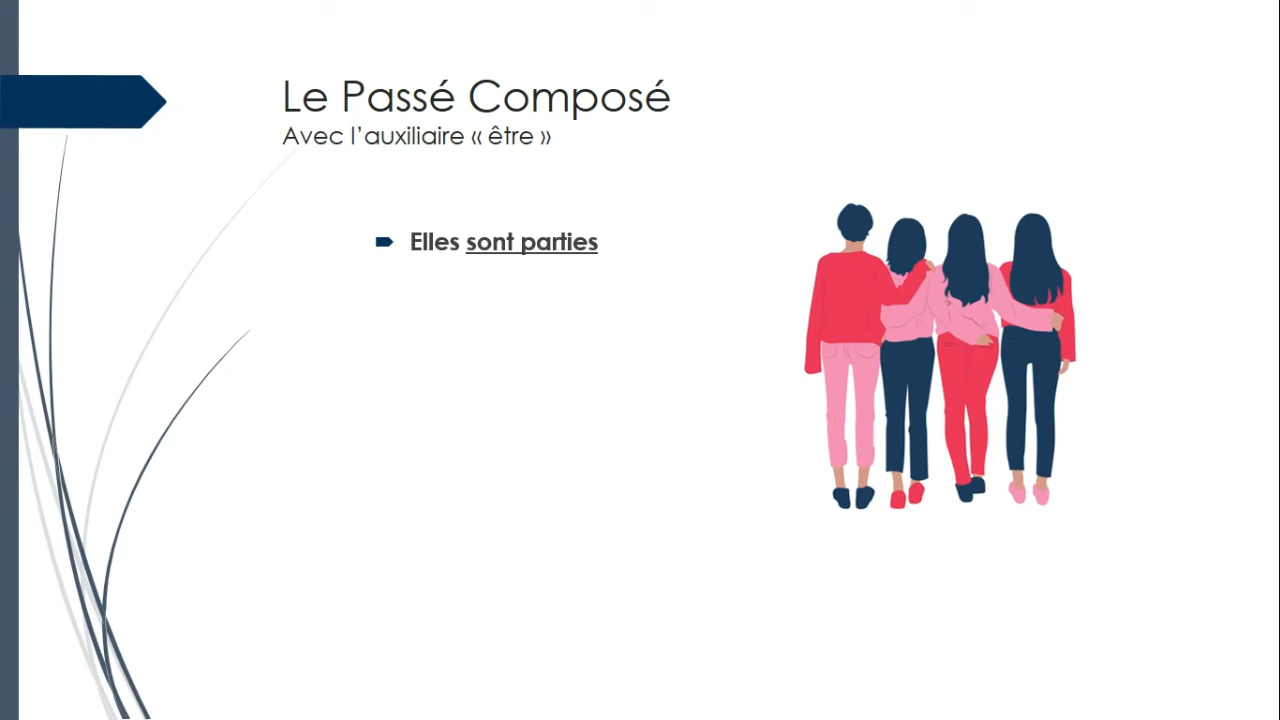 Le Passé Composé
Avec l’auxiliaire « être »
Elles sont parties